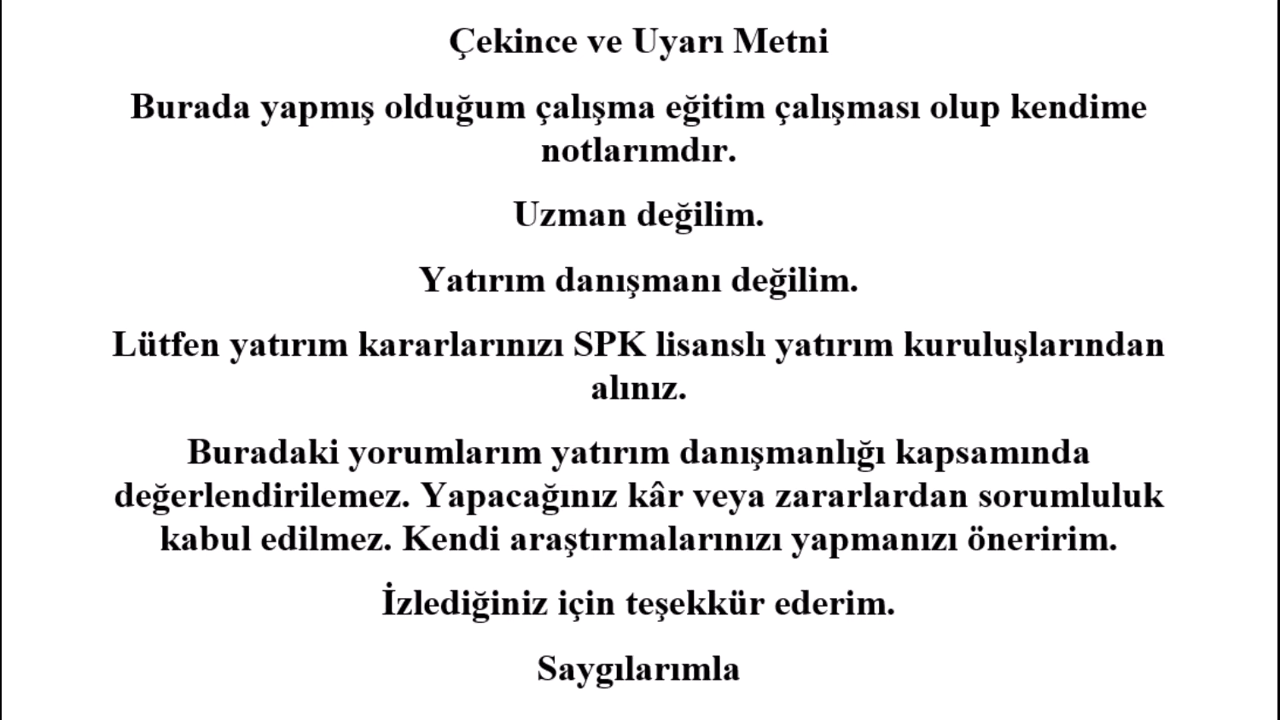 Çekince ve Uyarı Metni
Burada yapmış olduğum çalışma eğitim çalışması olup kendime
notlarımdır.
Uzman değilim.
Yatırım danışmanı değilim.
Lütfen yatırım kararlarınızı SPK lisanslı yatırım kuruluşlarından
alınız.
Buradaki yorumlarım yatırım danışmanlığı kapsamında
değerlendirilemez. Yapacağınız kâr veya zararlardan sorumluluk
kabul edilmez. Kendi araştırmalarınızı yapmanızı öneririm.
İzlediğiniz için teşekkür ederim.
Saygılarımla